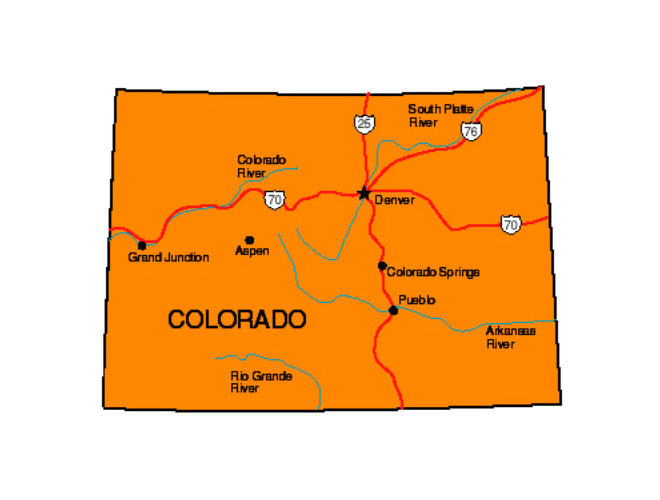 South Platte
River
25
76
Colorado
River
70
Denver
70
Grand Junction
Aspen
Colorado Springs
Pueblo
COLORADO
Arkansas
River
Rio Grande
River